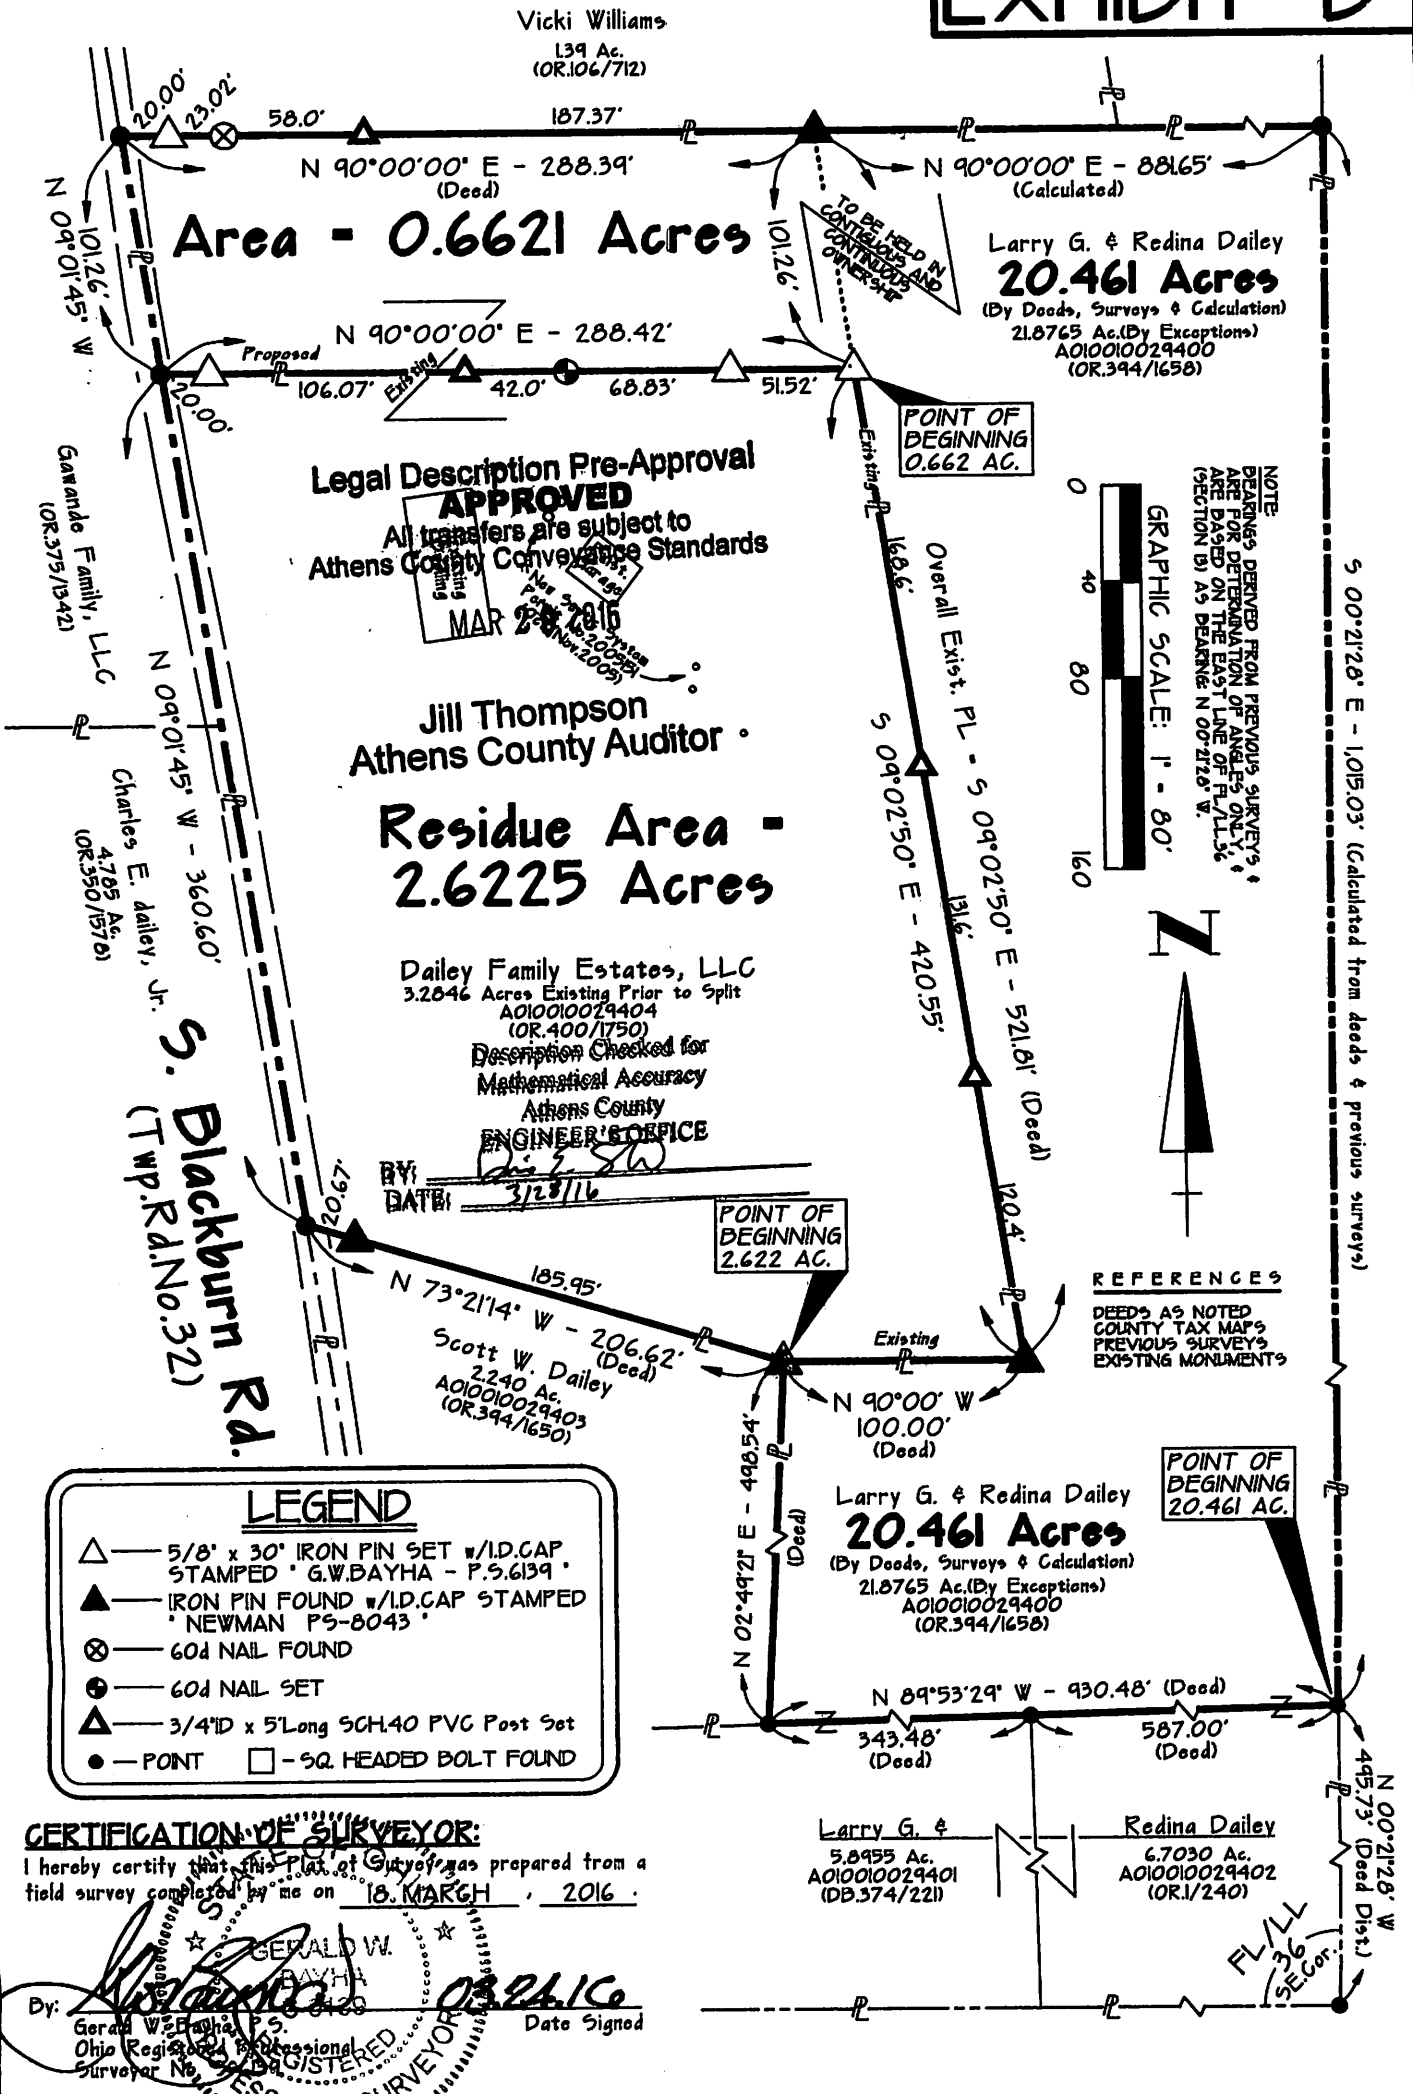 EXHIBIT "B"
Vicki Williams
1.39 Ac.
(OR.106/712)
20.00'
23.02'
58.0'
187.37'
N 90°00'00" E - 288.39'
(Deed)
N 90°00'00" E - 881.65'
(Calculated)
Area = 0.6621 Acres
N 09°01'45" W
101.26'
101.26'
TO BE HELD IN
CONTIGUOUS AND
CONTINUOUS
OWNERSHIP
Larry G. & Redina Dailey
20.461 Acres
(By Deeds, Surveys & Calculation)
21.8765 Ac.(By Exceptions)
A010010029400
(OR.394/1658)
N 90°00'00" E - 288.42'
Proposed
Existing
20.00'
106.07'
42.0'
68.83'
51.52'
POINT OF
BEGINNING
0.662 AC.
Legal Description Pre-Approval
APPROVED
All transfers are subject to
Athens County Conveyance Standards
MAR 2 2016
Jill Thompson
Athens County Auditor
Gawande Family, LLC
(OR.375/1342)
N 09°01'45" W - 360.60'
Charles E. dailey, Jr.
4.785 Ac.
(OR.350/1578)
S. Blackburn Rd.
(Twp.Rd.No.32)
Existing
168.6'
131.6'
120.4'
Overall Exist. PL - S 09°02'50" E - 521.81' (Deed)
S 09°02'50" E - 420.55'
NOTE:
BEARINGS DERIVED FROM PREVIOUS SURVEYS &
ARE FOR DETERMINATION OF ANGLES ONLY, &
ARE BASED ON THE EAST LINE OF FL/LL36
(SECTION B) AS BEARING N 00°21'28" W.
GRAPHIC SCALE: 1" = 80'
0 40 80 160
N
S 00°21'28" E - 1,015.03' (Calculated from deeds & previous surveys)
Residue Area =
2.6225 Acres
Dailey Family Estates, LLC
3.2846 Acres Existing Prior to Split
A010010029404
(OR.400/1750)
Description Checked for
Mathematical Accuracy
Athens County
ENGINEER'S OFFICE
BY:
DATE: 3/28/16
20.67'
185.95'
N 73°21'14" W - 206.62'
(Deed)
Scott W. Dailey
2.240 Ac.
A010010029403
(OR.394/1650)
POINT OF
BEGINNING
2.622 AC.
Existing
N 90°00' W
100.00'
(Deed)
REFERENCES
DEEDS AS NOTED
COUNTY TAX MAPS
PREVIOUS SURVEYS
EXISTING MONUMENTS
N 02°49'21" E - 498.54'
(Deed)
Larry G. & Redina Dailey
20.461 Acres
(By Deeds, Surveys & Calculation)
21.8765 Ac.(By Exceptions)
A010010029400
(OR.394/1658)
POINT OF
BEGINNING
20.461 AC.
N 89°53'29" W - 930.48' (Deed)
343.48'
(Deed)
587.00'
(Deed)
N 00°21'28" W
495.73' (Deed Dist.)
Larry G. & Redina Dailey
5.8955 Ac.
A010010029401
(DB.374/221)
6.7030 Ac.
A010010029402
(OR.1/240)
FL/LL
36
SE.Cor.
LEGEND
5/8" x 30" IRON PIN SET w/I.D.CAP
STAMPED " G.W.BAYHA - P.S.6139 "
IRON PIN FOUND w/I.D.CAP STAMPED
" NEWMAN PS-8043 "
60d NAIL FOUND
60d NAIL SET
3/4"ID x 5'Long SCH.40 PVC Post Set
POINT - SQ. HEADED BOLT FOUND
CERTIFICATION OF SURVEYOR:
I hereby certify that this Plat of Survey was prepared from a
field survey completed by me on 18. MARCH , 2016 .
STATE OF OHIO
GERALD W.
BAYHA
REGISTERED
SURVEYOR
By:
03.24.16
Gerald W. Bayha, P.S.
Date Signed
Ohio Registered Professional
Surveyor No.